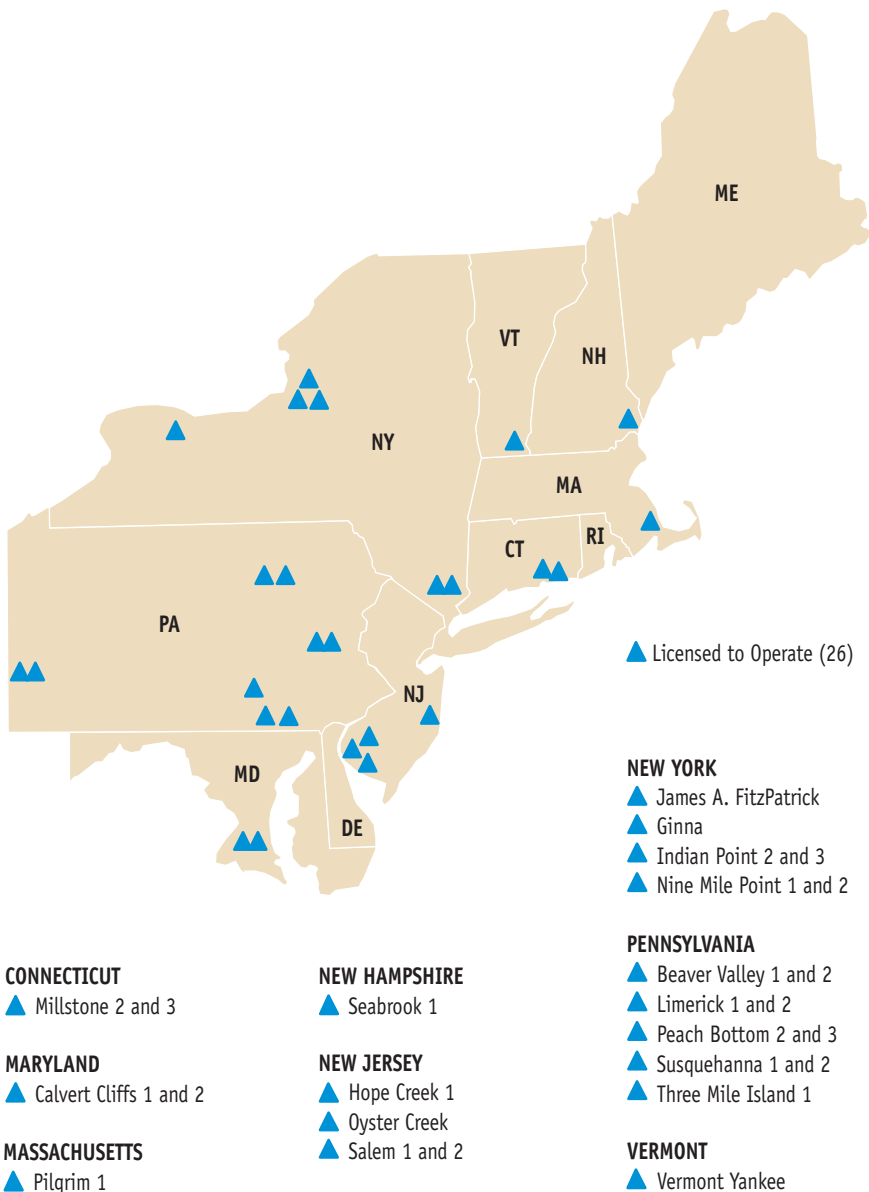 ME
VT
NH
NY
MA
CT
RI
PA
NJ
MD
DE
Licensed to Operate (26)
NEW YORK
James A. FitzPatrick
Ginna
Indian Point 2 and 3
Nine Mile Point 1 and 2
PENNSYLVANIA
Beaver Valley 1 and 2
Limerick 1 and 2
Peach Bottom 2 and 3
Susquehanna 1 and 2
Three Mile Island 1
VERMONT
Vermont Yankee
CONNECTICUT
Millstone 2 and 3
MARYLAND
Calvert Cliffs 1 and 2
MASSACHUSETTS
Pilgrim 1
NEW HAMPSHIRE
Seabrook 1
NEW JERSEY
Hope Creek 1
Oyster Creek
Salem 1 and 2